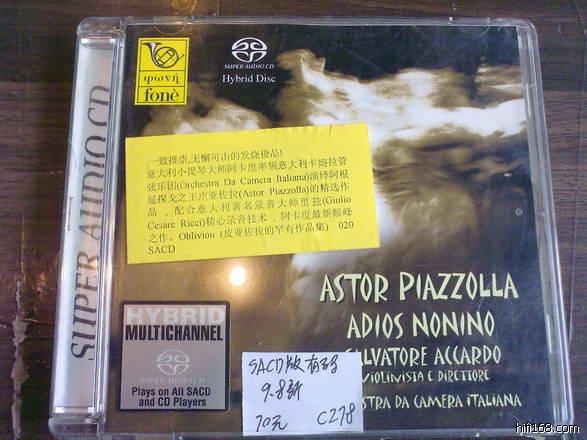 φωνή
fonè
SUPER AUDIO CD
Hybrid Disc
SUPER AUDIO CD
一致推崇,无懈可击的发烧极品!
意大利小提琴大师阿卡度率领意大利卡姆拉管
弦乐团(Orchestra Da Camera Italiana)演绎阿根
延探戈之王皮亚佐拉(Astor Piazzolla)的精选作
品,配合意大利著名录音大师里兹(Giulio
Cesare Ricci)精心录音技术,阿卡度最新颠峰
之作。Oblivion (皮亚佐拉的罕有作品集) 020
SACD
ASTOR PIAZZOLLA
ADIOS NONINO
SALVATORE ACCARDO
VIOLINISTA E DIRETTORE
STRA DA CAMERA ITALIANA
HYBRID
MULTICHANNEL
SUPER AUDIO CD
Plays on All SACD
and CD Players
SACD版 有码
9.8新
70元 C278
hifi168.com